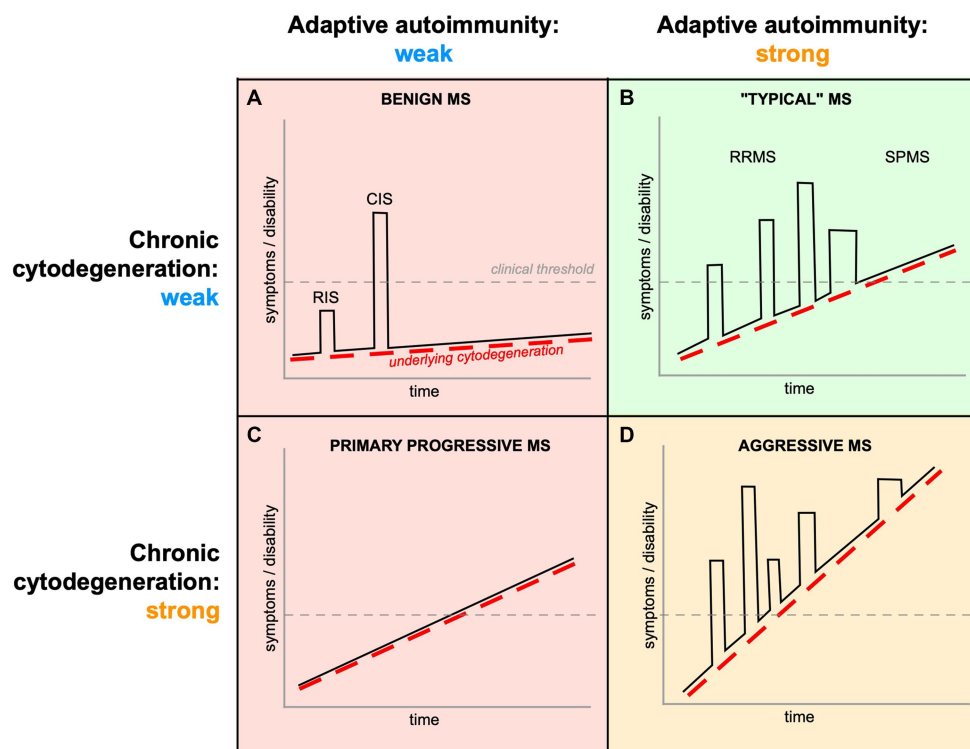 Adaptive autoimmunity:
weak
Adaptive autoimmunity:
strong
Chronic
cytodegeneration:
weak
A
BENIGN MS
symptoms / disability
RIS
CIS
clinical threshold
underlying cytodegeneration
time
B
"TYPICAL" MS
symptoms / disability
RRMS
SPMS
time
Chronic
cytodegeneration:
strong
C
PRIMARY PROGRESSIVE MS
symptoms / disability
time
D
AGGRESSIVE MS
symptoms / disability
time